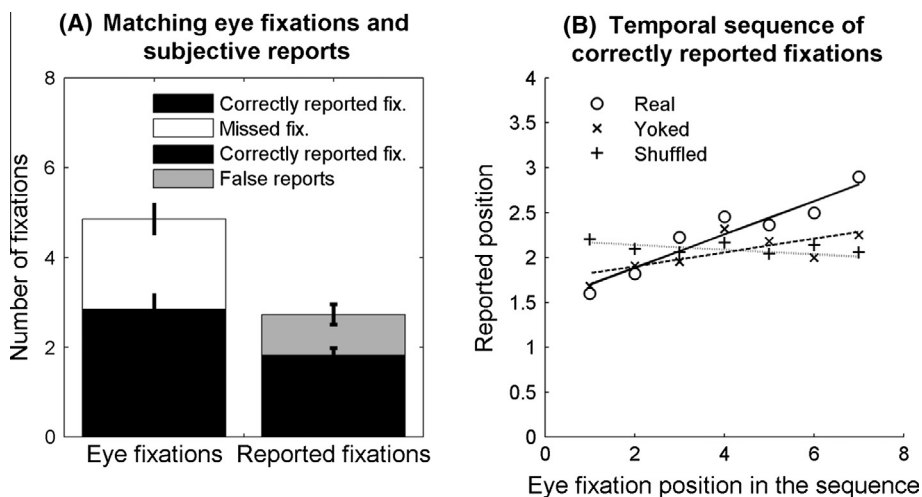 (A) Matching eye fixations and
subjective reports
8
6
4
2
0
Number of fixations
Correctly reported fix.
Missed fix.
Correctly reported fix.
False reports
Eye fixations
Reported fixations
(B) Temporal sequence of
correctly reported fixations
4
3.5
3
2.5
2
1.5
1
0.5
0
Reported position
Real
Yoked
Shuffled
0 2 4 6 8
Eye fixation position in the sequence